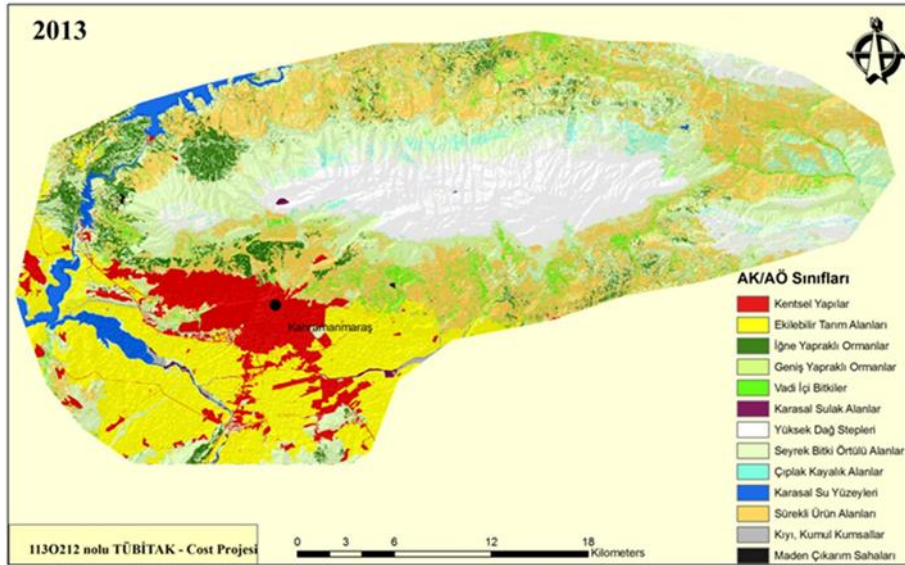 2013
Kahramanmaraş
AK/AÖ Sınıfları
Kentsel Yapılar
Ekilebilir Tarım Alanları
İğne Yapraklı Ormanlar
Geniş Yapraklı Ormanlar
Vadi İçi Bitkiler
Karasal Sulak Alanlar
Yüksek Dağ Stepleri
Seyrek Bitki Örtülü Alanlar
Çıplak Kayalık Alanlar
Karasal Su Yüzeyleri
Sürekli Ürün Alanları
Kıyı, Kumul Kumsallar
Maden Çıkarım Sahaları
113O212 nolu TÜBİTAK - Cost Projesi
0 3 6 12 18
Kilometers